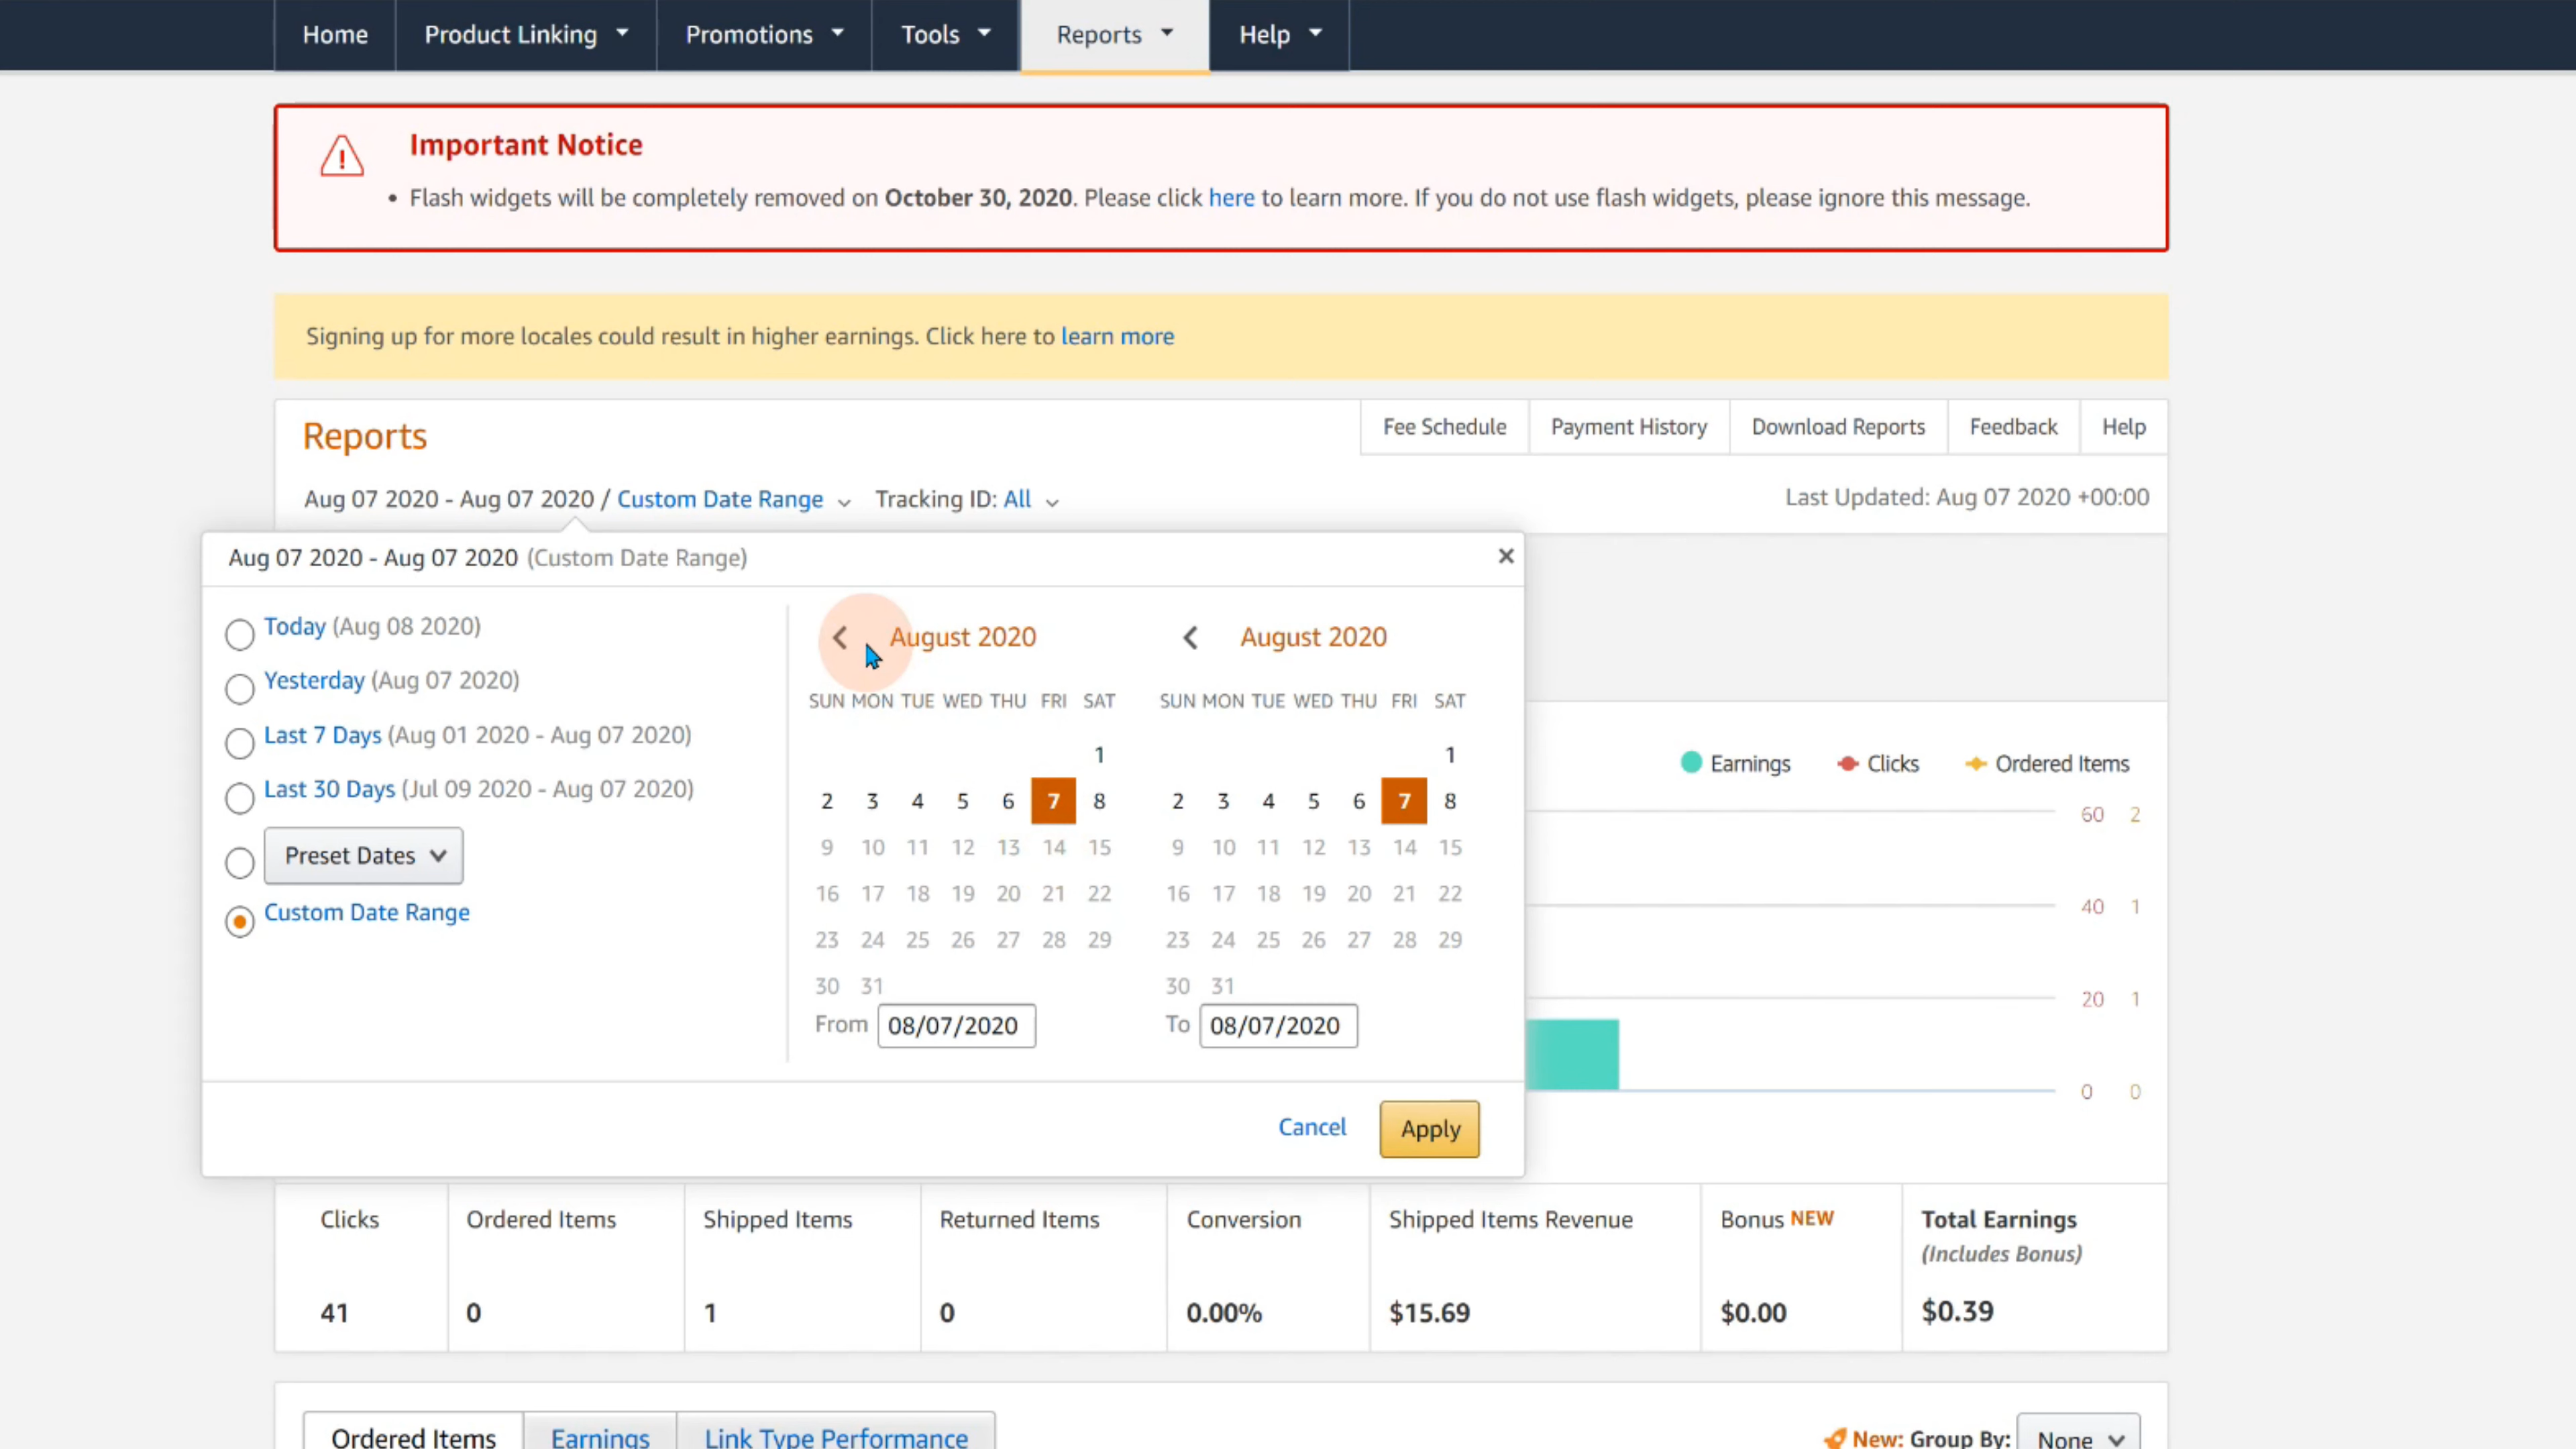 Home Product Linking Promotions Tools Reports Help
Important Notice
• Flash widgets will be completely removed on October 30, 2020. Please click here to learn more. If you do not use flash widgets, please ignore this message.
Signing up for more locales could result in higher earnings. Click here to learn more
Reports
Fee Schedule Payment History Download Reports Feedback Help
Aug 07 2020 - Aug 07 2020 / Custom Date Range Tracking ID: All Last Updated: Aug 07 2020 +00:00
Aug 07 2020 - Aug 07 2020 (Custom Date Range) ×
Today (Aug 08 2020)
Yesterday (Aug 07 2020)
Last 7 Days (Aug 01 2020 - Aug 07 2020)
Last 30 Days (Jul 09 2020 - Aug 07 2020)
Preset Dates
Custom Date Range
August 2020
SUN MON TUE WED THU FRI SAT
1
2 3 4 5 6 7 8
9 10 11 12 13 14 15
16 17 18 19 20 21 22
23 24 25 26 27 28 29
30 31
From 08/07/2020
August 2020
SUN MON TUE WED THU FRI SAT
1
2 3 4 5 6 7 8
9 10 11 12 13 14 15
16 17 18 19 20 21 22
23 24 25 26 27 28 29
30 31
To 08/07/2020
Cancel Apply
Earnings Clicks Ordered Items
60 2
40 1
20 1
0 0
Clicks Ordered Items Shipped Items Returned Items Conversion Shipped Items Revenue Bonus NEW Total Earnings
(Includes Bonus)
41 0 1 0 0.00% $15.69 $0.00 $0.39
Ordered Items Earnings Link Type Performance New: Group By: None